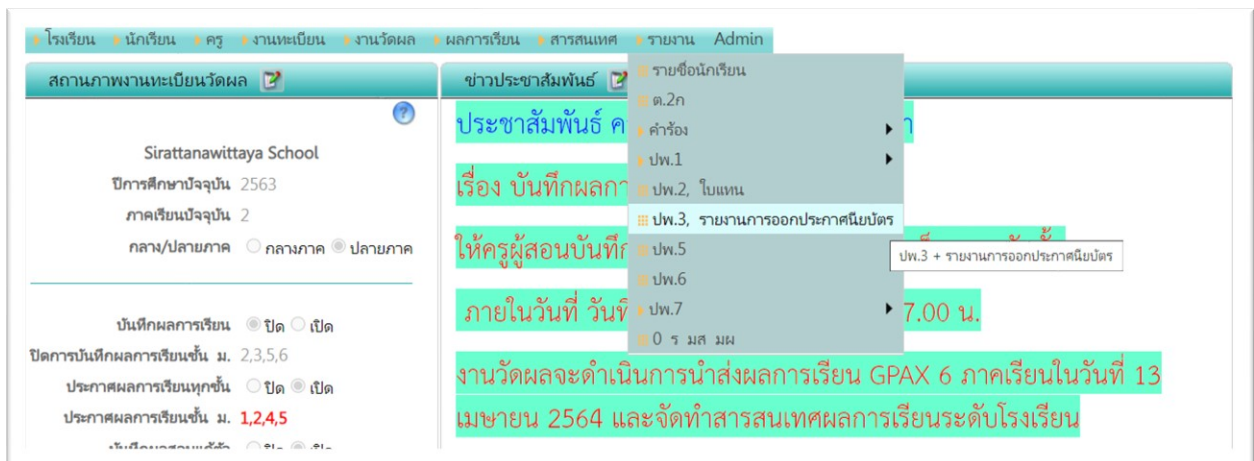 โรงเรียน นักเรียน ครู งานทะเบียน งานวัดผล ผลการเรียน สารสนเทศ รายงาน Admin
สถานภาพงานทะเบียนวัดผล
Sirattanawittaya School
ปีการศึกษาปัจจุบัน 2563
ภาคเรียนปัจจุบัน 2
กลาง/ปลายภาค กลางภาค ปลายภาค
บันทึกผลการเรียน ปิด เปิด
ปิดการบันทึกผลการเรียนชั้น ม. 2,3,5,6
ประกาศผลการเรียนทุกชั้น ปิด เปิด
ประกาศผลการเรียนชั้น ม. 1,2,4,5
ข่าวประชาสัมพันธ์
ประชาสัมพันธ์
เรื่อง บันทึกผลกา
ให้ครูผู้สอนบันทึก
ภายในวันที่ วันที่ 7.00 น.
งานวัดผลจะดำเนินการนำส่งผลการเรียน GPAX 6 ภาคเรียนในวันที่ 13
เมษายน 2564 และจัดทำสารสนเทศผลการเรียนระดับโรงเรียน
รายชื่อนักเรียน
ต.2ก
คำร้อง
ปพ.1
ปพ.2, ใบแทน
ปพ.3, รายงานการออกประกาศนียบัตร
ปพ.5
ปพ.6
ปพ.7
0 ร มส มผ
ปพ.3 + รายงานการออกประกาศนียบัตร